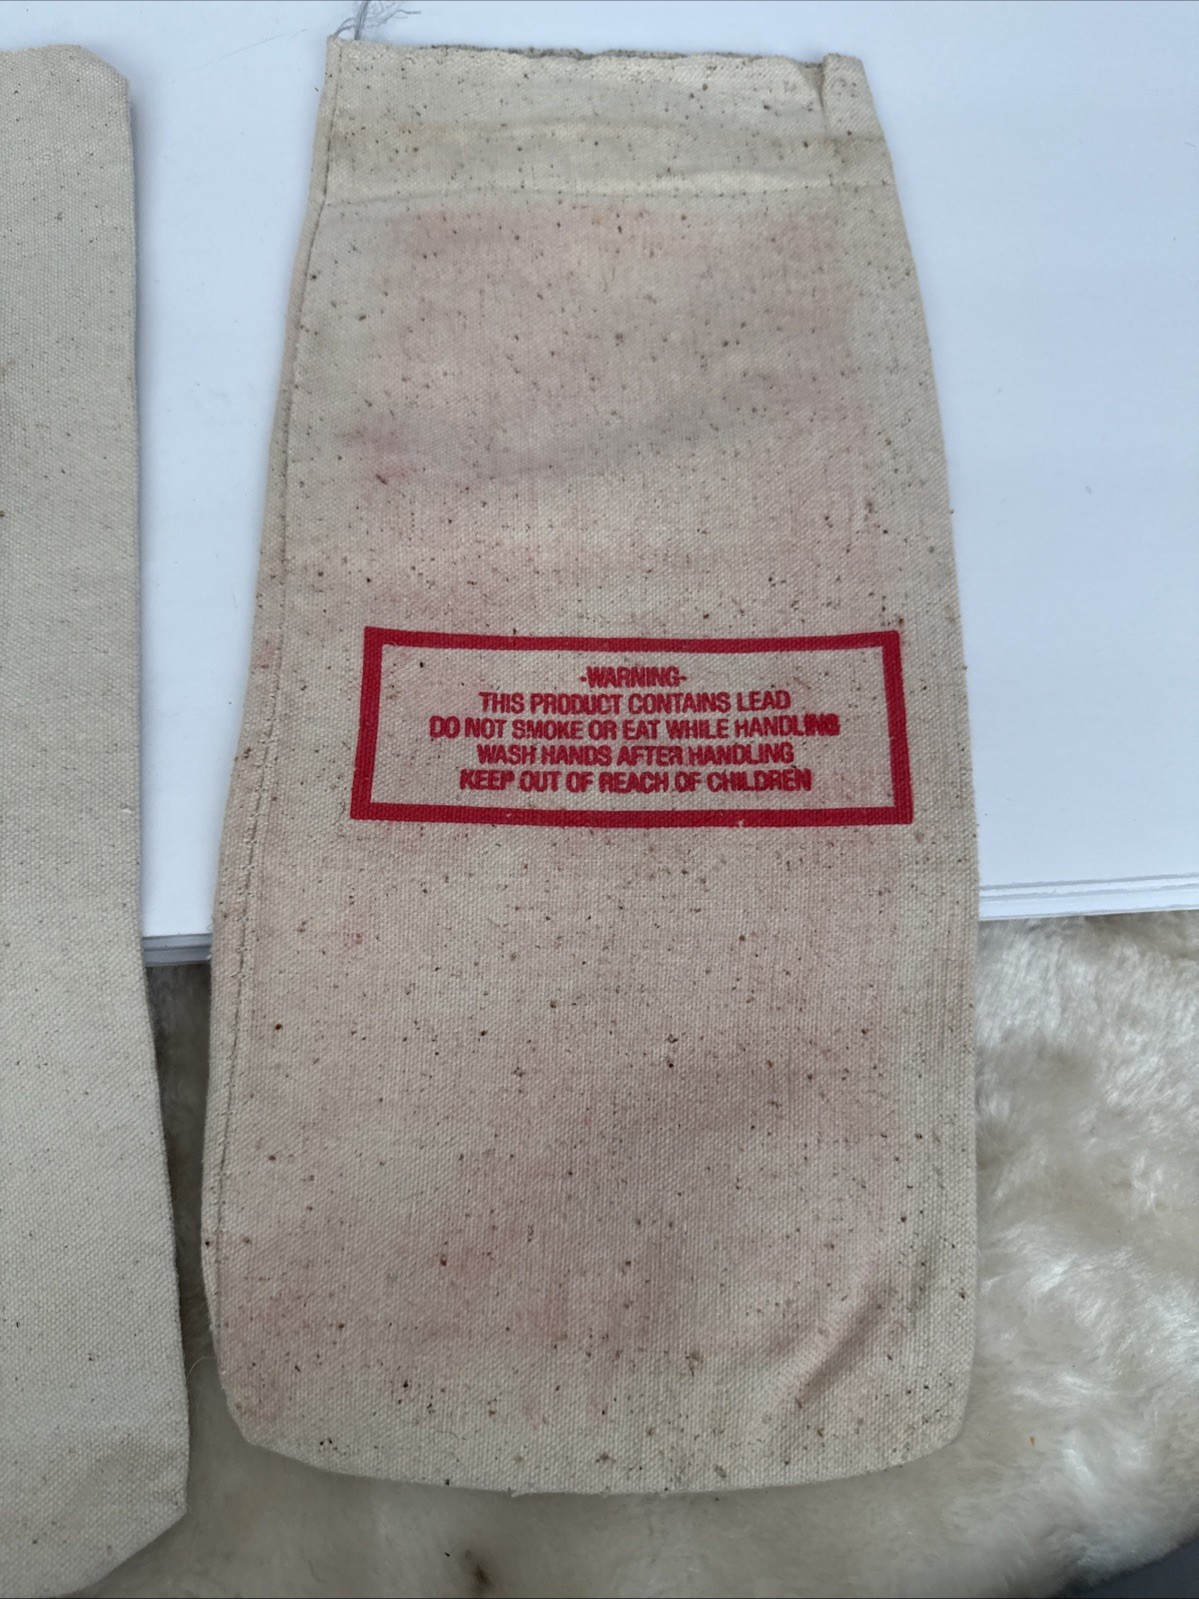 -WARNING-
THIS PRODUCT CONTAINS LEAD
DO NOT SMOKE OR EAT WHILE HANDLING
WASH HANDS AFTER HANDLING
KEEP OUT OF REACH OF CHILDREN